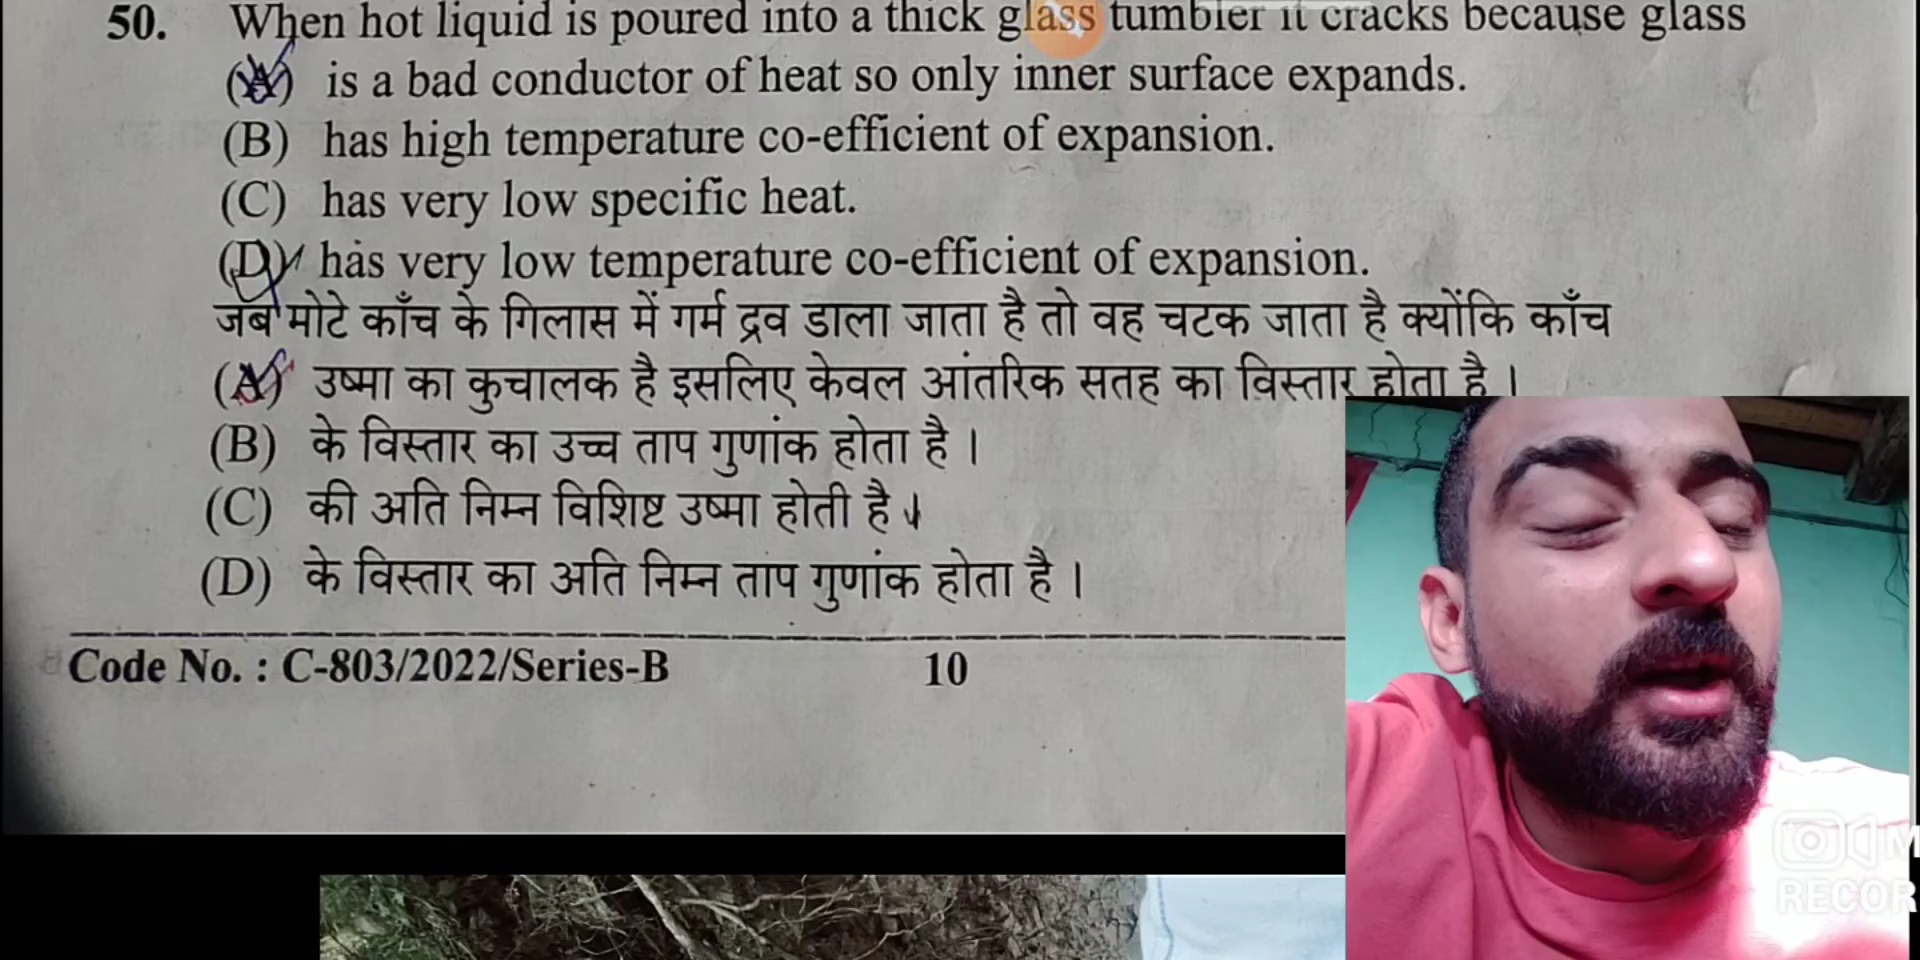 50. When hot liquid is poured into a thick glass tumbler it cracks because glass
(A) is a bad conductor of heat so only inner surface expands.
(B) has high temperature co-efficient of expansion.
(C) has very low specific heat.
(D) has very low temperature co-efficient of expansion.
जब मोटे काँच के गिलास में गर्म द्रव डाला जाता है तो वह चटक जाता है क्योंकि काँच
(A) उष्मा का कुचालक है इसलिए केवल आंतरिक सतह का विस्तार होता है ।
(B) के विस्तार का उच्च ताप गुणांक होता है ।
(C) की अति निम्न विशिष्ट उष्मा होती है ।
(D) के विस्तार का अति निम्न ताप गुणांक होता है ।
Code No. : C-803/2022/Series-B 10
M
RECOR